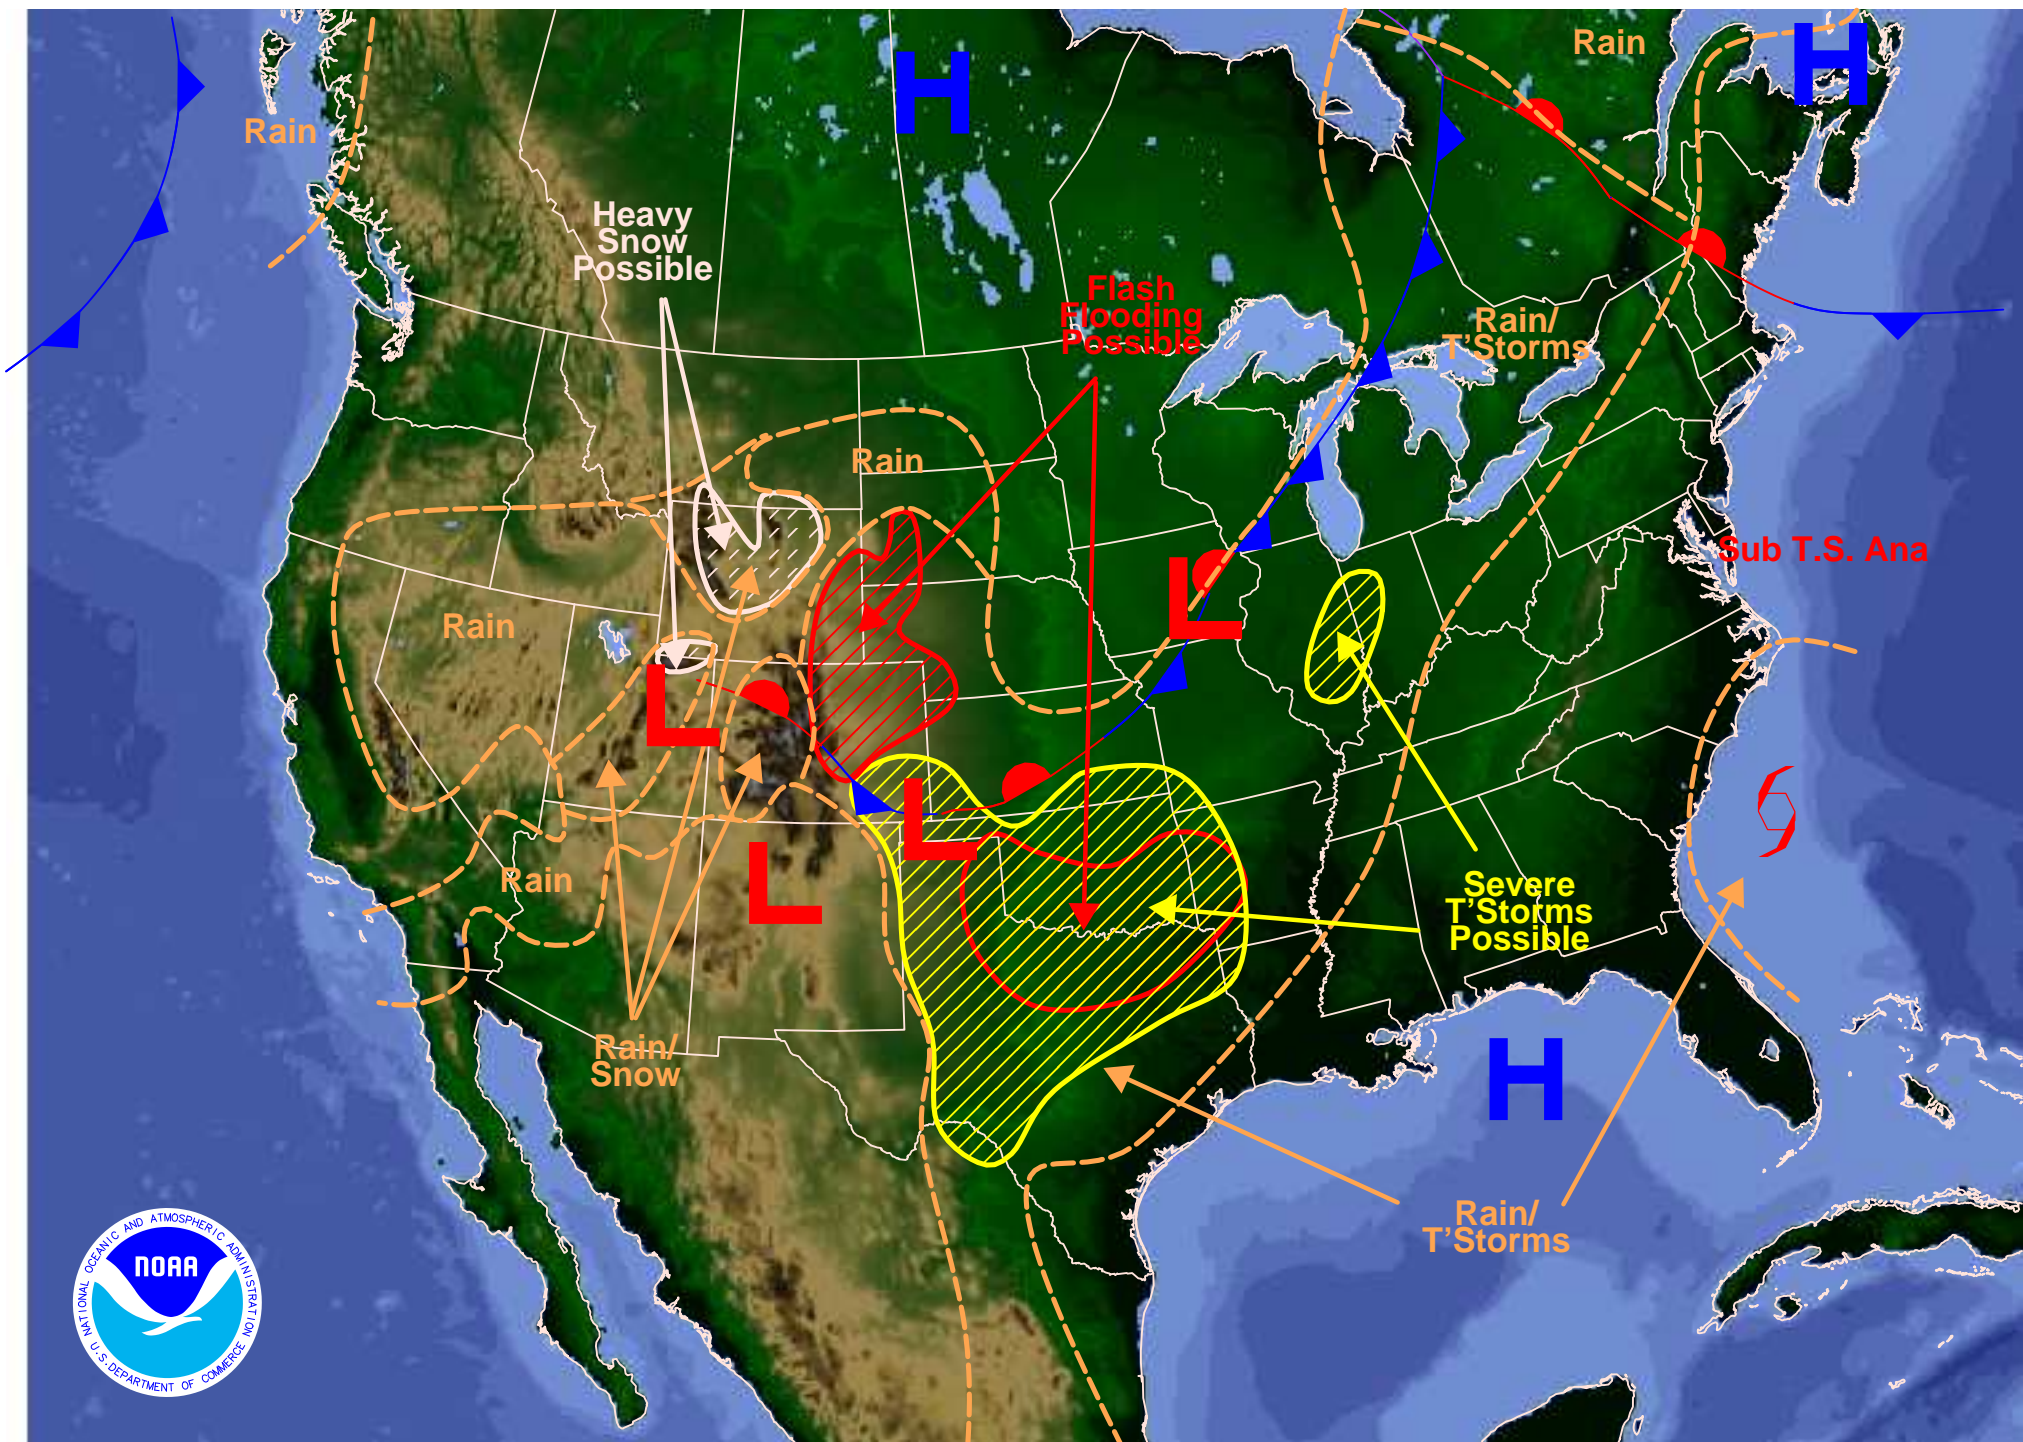 H
H
Rain
Rain
Heavy
Snow
Possible
Flash
Flooding
Possible
Rain/
T'Storms
Rain
Sub T.S. Ana
L
Rain
L
L
L
Rain
Severe
T'Storms
Possible
Rain/
Snow
H
Rain/
T'Storms
NATIONAL OCEANIC AND ATMOSPHERIC ADMINISTRATION
NOAA
U.S. DEPARTMENT OF COMMERCE